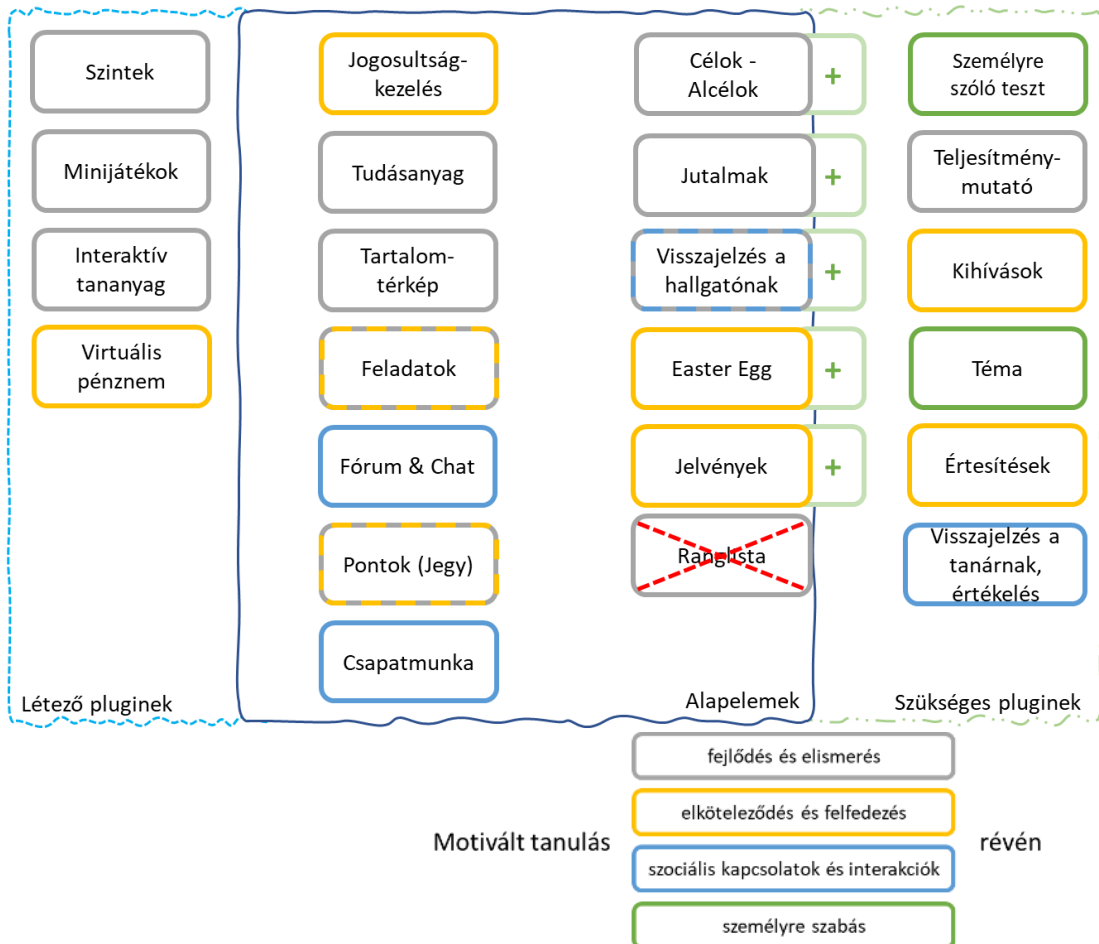 Szintek
Minijátékok
Interaktív
tananyag
Virtuális
pénznem
Létező pluginek
Jogosultság-
kezelés
Tudásanyag
Tartalom-
térkép
Feladatok
Fórum & Chat
Pontok (Jegy)
Csapatmunka
Célok -
Alcélok
+
Jutalmak
+
Visszajelzés a
hallgatónak
+
Easter Egg
+
Jelvények
+
Ranglista
Alapelemek
Személyre
szóló teszt
Teljesítmény-
mutató
Kihívások
Téma
Értesítések
Visszajelzés a
tanárnak,
értékelés
Szükséges pluginek
Motivált tanulás
fejlődés és elismerés
elköteleződés és felfedezés
szociális kapcsolatok és interakciók
személyre szabás
révén